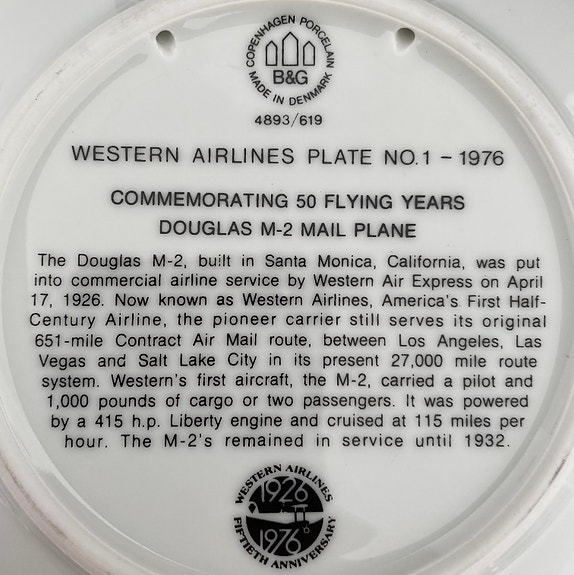 COPENHAGEN PORCELAIN
B&G
MADE IN DENMARK
4893/619
WESTERN AIRLINES PLATE NO.1 – 1976
COMMEMORATING 50 FLYING YEARS
DOUGLAS M-2 MAIL PLANE
The Douglas M-2, built in Santa Monica, California, was put
into commercial airline service by Western Air Express on April
17, 1926. Now known as Western Airlines, America's First Half-
Century Airline, the pioneer carrier still serves its original
651-mile Contract Air Mail route, between Los Angeles, Las
Vegas and Salt Lake City in its present 27,000 mile route
system. Western's first aircraft, the M-2, carried a pilot and
1,000 pounds of cargo or two passengers. It was powered
by a 415 h.p. Liberty engine and cruised at 115 miles per
hour. The M-2's remained in service until 1932.
WESTERN AIRLINES
1926
1976
FIFTIETH ANNIVERSARY